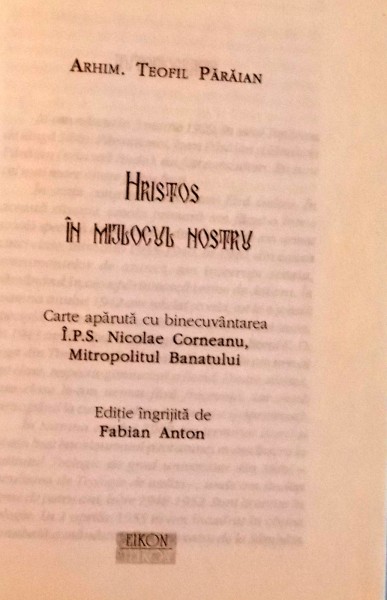 ARHIM. TEOFIL PĂRĂIAN
HRISTOS
ÎN MIJLOCUL NOSTRU
Carte apărută cu binecuvântarea
Î.P.S. Nicolae Corneanu,
Mitropolitul Banatului
Ediție îngrijită de
Fabian Anton
EIKON